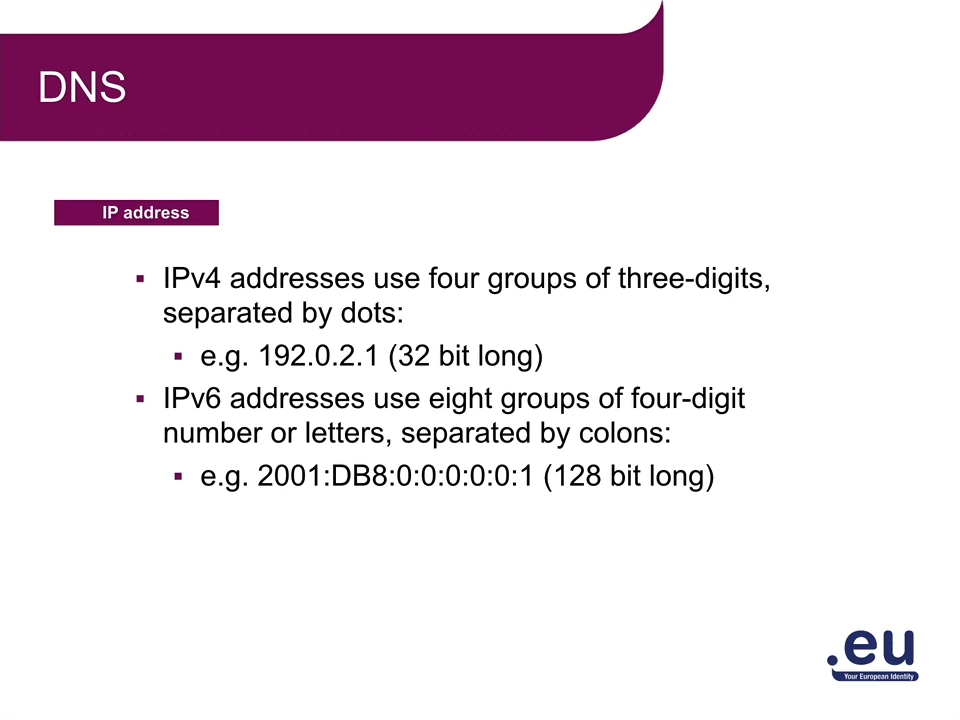 DNS
IP address
▪ IPv4 addresses use four groups of three-digits,
separated by dots:
▪ e.g. 192.0.2.1 (32 bit long)
▪ IPv6 addresses use eight groups of four-digit
number or letters, separated by colons:
▪ e.g. 2001:DB8:0:0:0:0:0:1 (128 bit long)
.eu
Your European Identity